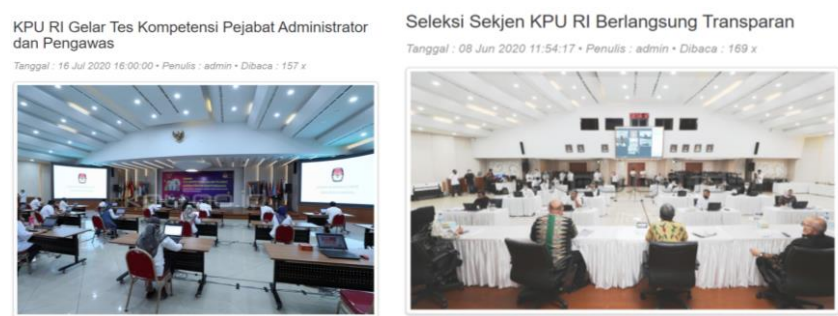 KPU RI Gelar Tes Kompetensi Pejabat Administrator
dan Pengawas
Tanggal : 16 Jul 2020 16:00:00 • Penulis : admin • Dibaca : 157 x
Seleksi Sekjen KPU RI Berlangsung Transparan
Tanggal : 08 Jun 2020 11:54:17 • Penulis : admin • Dibaca : 169 x